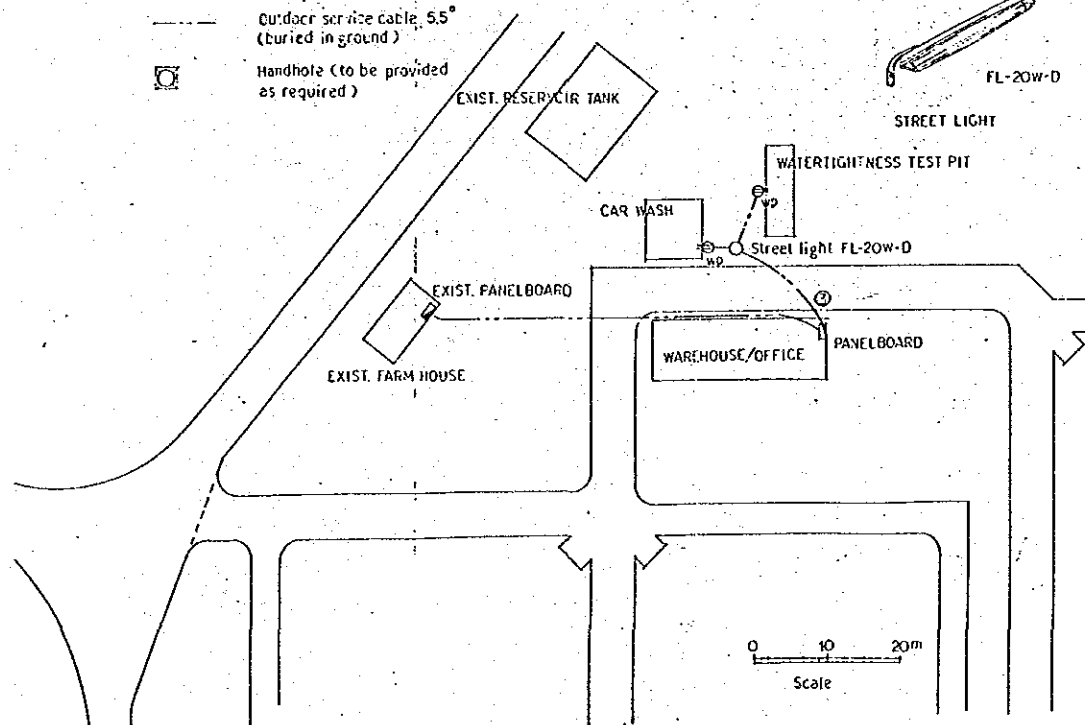 Outdoor service cable 5.5°
(buried in ground)
Handhole (to be provided
as required)
FL-20W-D
STREET LIGHT
EXIST. RESERVOIR TANK
WATERTIGHTNESS TEST PIT
WP
CAR WASH
WP
Street light FL-20W-D
EXIST. PANELBOARD
2
PANELBOARD
WAREHOUSE/OFFICE
EXIST. FARM HOUSE
0 10 20m
Scale